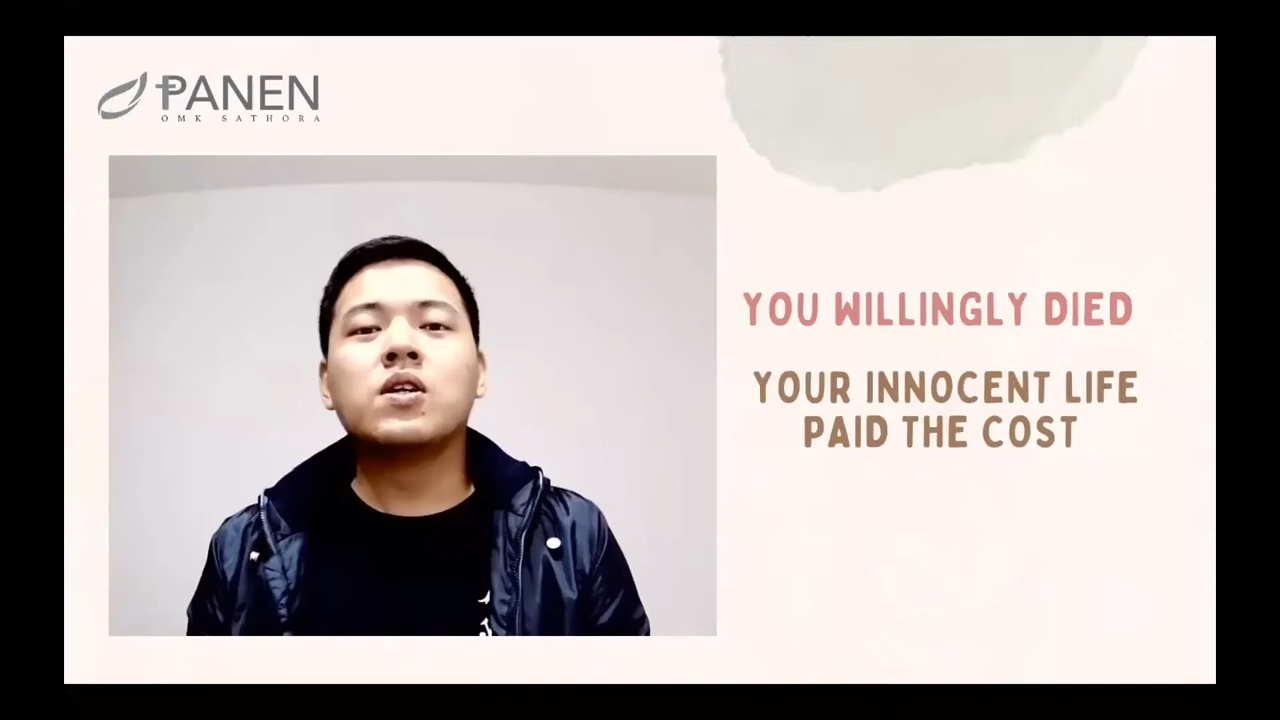 PANEN
OMK SATHORA
YOU WILLINGLY DIED
YOUR INNOCENT LIFE
PAID THE COST